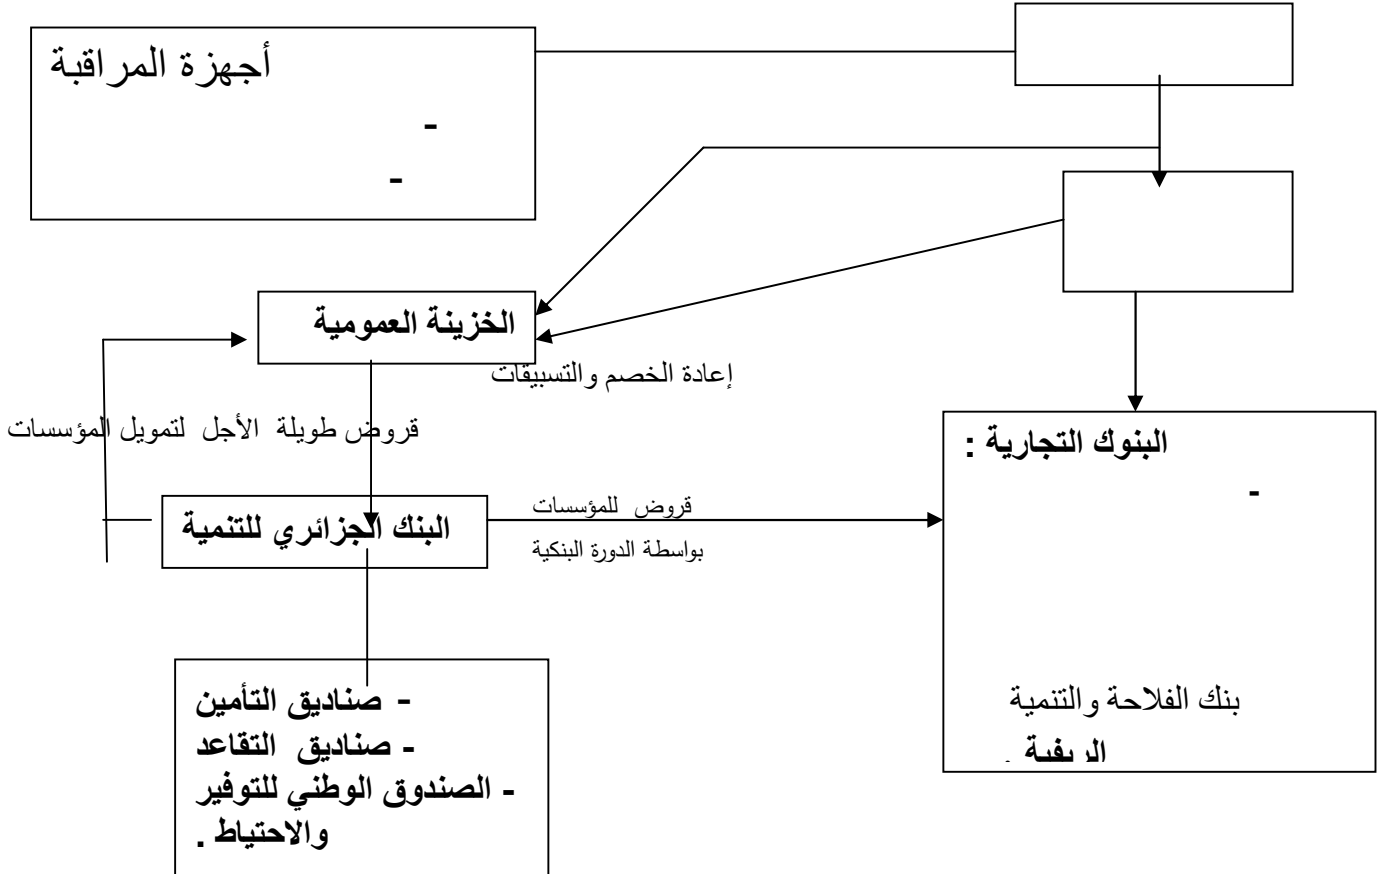 أجهزة المراقبة
-
-
الخزينة العمومية
إعادة الخصم والتسبيقات
قروض طويلة الأجل لتمويل المؤسسات
البنوك التجارية :
-
قروض للمؤسسات
البنك الجزائري للتنمية
بواسطة الدورة البنكية
بنك الفلاحة والتنمية
الريفية .
- صناديق التأمين
- صناديق التقاعد
- الصندوق الوطني للتوفير
والاحتياط .